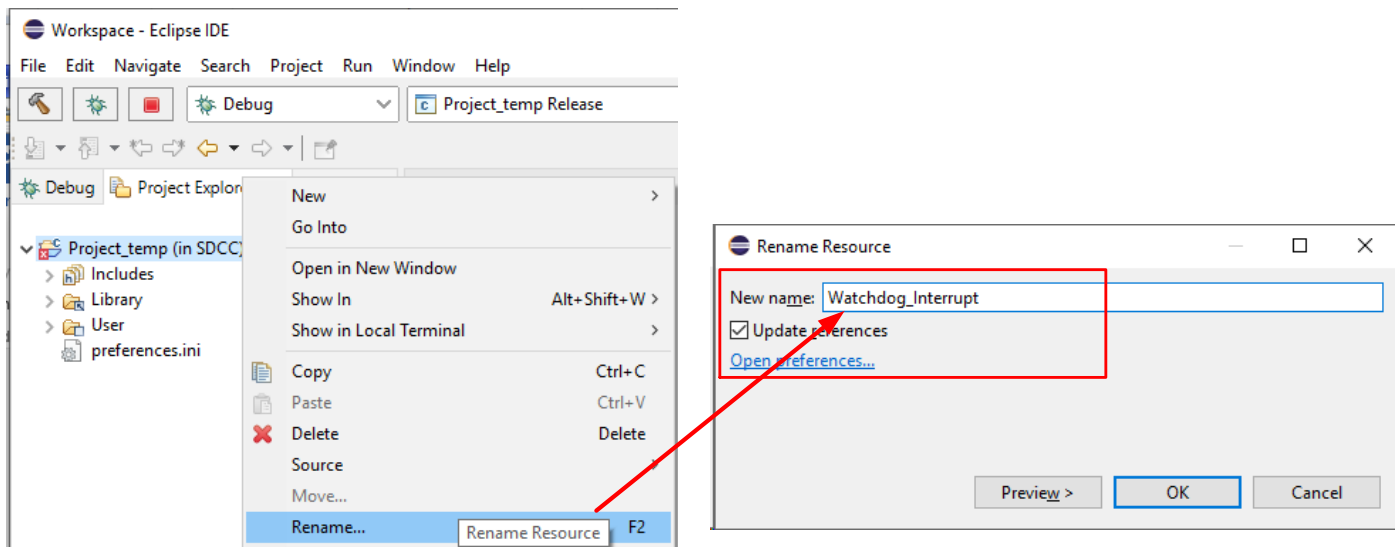 Workspace - Eclipse IDE
File Edit Navigate Search Project Run Window Help
Debug
Project_temp Release
Debug
Project Explor
Project_temp (in SDCC)
Includes
Library
User
preferences.ini
New
Go Into
Open in New Window
Show In Alt+Shift+W
Show in Local Terminal
Copy Ctrl+C
Paste Ctrl+V
Delete Delete
Source
Move...
Rename... F2
Rename Resource
Rename Resource
New name: Watchdog_Interrupt
Update references
Open preferences...
Preview > OK Cancel